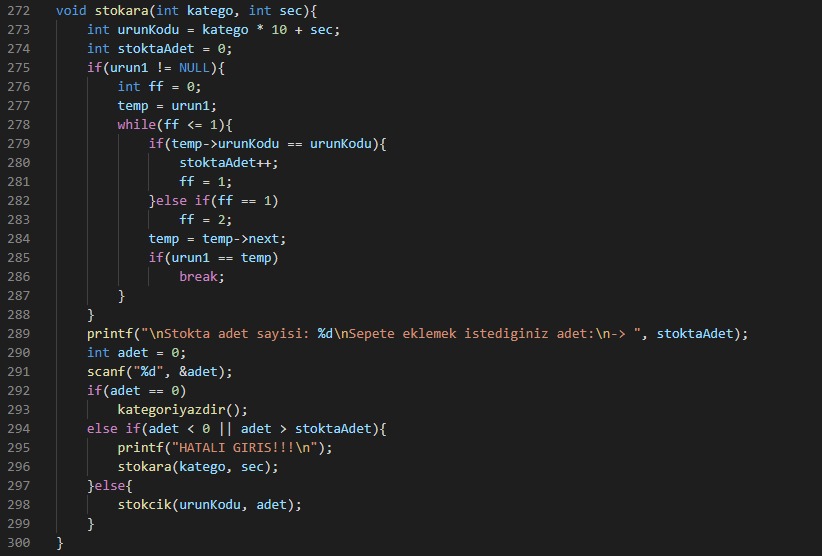 272 void stokara(int katego, int sec){
273     int urunKodu = katego * 10 + sec;
274     int stoktaAdet = 0;
275     if(urun1 != NULL){
276         int ff = 0;
277         temp = urun1;
278         while(ff <= 1){
279             if(temp->urunKodu == urunKodu){
280                 stoktaAdet++;
281                 ff = 1;
282             }else if(ff == 1)
283                 ff = 2;
284             temp = temp->next;
285             if(urun1 == temp)
286                 break;
287         }
288     }
289     printf("\nStokta adet sayisi: %d\nSepete eklemek istediginiz adet:\n-> ", stoktaAdet);
290     int adet = 0;
291     scanf("%d", &adet);
292     if(adet == 0)
293         kategoriyazdir();
294     else if(adet < 0 || adet > stoktaAdet){
295         printf("HATALI GIRIS!!!\n");
296         stokara(katego, sec);
297     }else{
298         stokcik(urunKodu, adet);
299     }
300 }